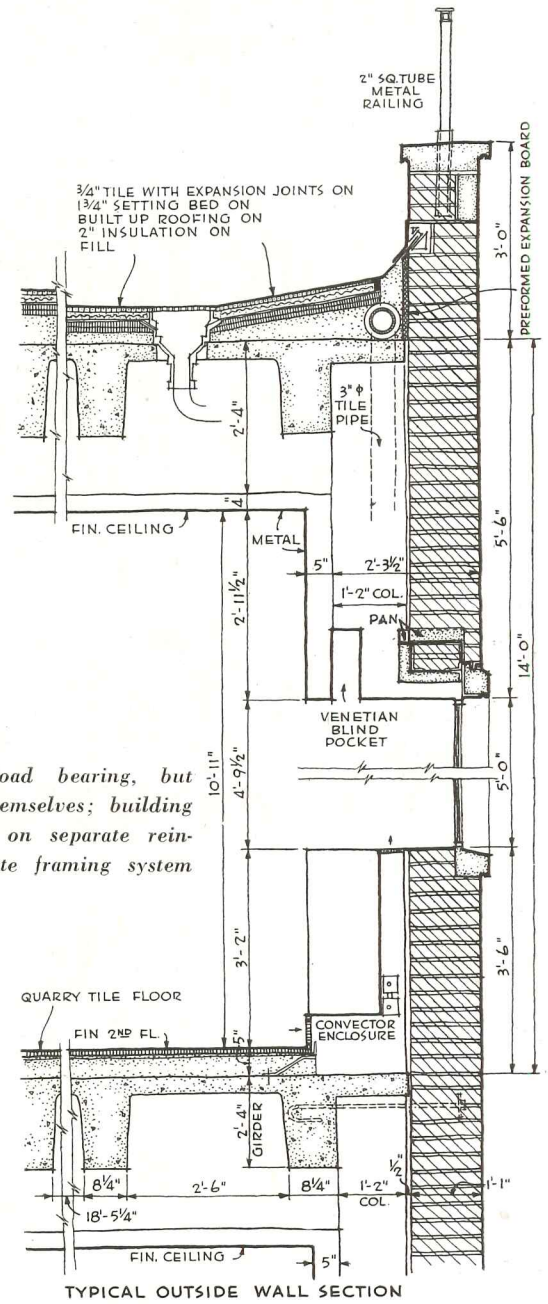 2" SQ. TUBE
METAL
RAILING
3/4" TILE WITH EXPANSION JOINTS ON
1 3/4" SETTING BED ON
BUILT UP ROOFING ON
2" INSULATION ON
FILL
PREFORMED EXPANSION BOARD
3'-0"
2'-4"
3" φ
TILE
PIPE
4"
FIN. CEILING
METAL
5"
2'-3 1/2"
1'-2" COL.
2'-11 1/2"
5'-6"
14'-0"
PAN
VENETIAN
BLIND
POCKET
10'-11"
4'-9 1/2"
5'-0"
oad bearing, but
emselves; building
on separate rein-
te framing system
3'-2"
3'-6"
QUARRY TILE FLOOR
FIN 2ND FL.
5"
CONVECTOR
ENCLOSURE
2'-4"
GIRDER
8 1/4"
2'-6"
8 1/4"
1'-2"
COL.
1/2"
1'-1"
18'-5 1/4"
FIN. CEILING
5"
TYPICAL OUTSIDE WALL SECTION